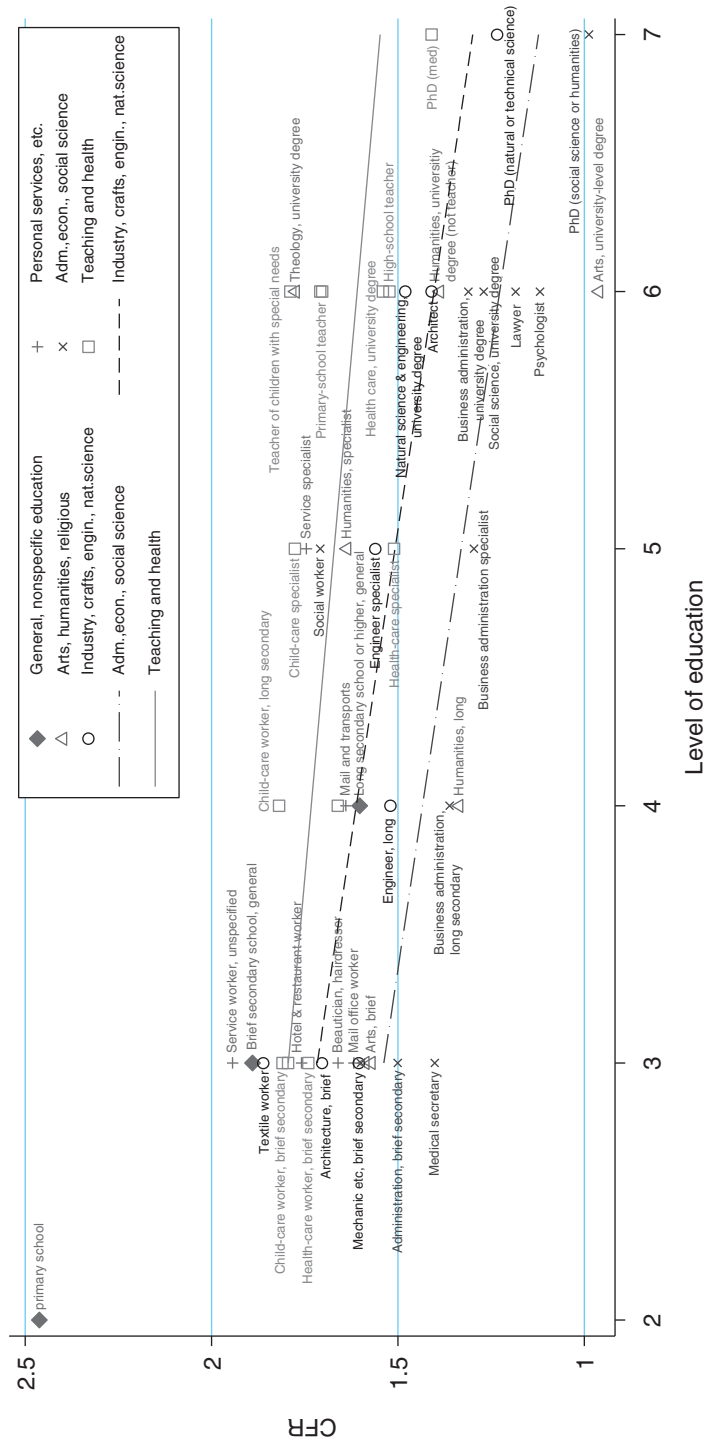 General, nonspecific education
Personal services, etc.
Arts, humanities, religious
Adm.,econ., social science
Industry, crafts, engin., nat.science
Teaching and health
Adm.,econ., social science
Industry, crafts, engin., nat.science
Teaching and health
CFR
2.5
2
1.5
1
primary school
Service worker, unspecified
Brief secondary school, general
Textile worker
Child-care worker, brief secondary
Hotel & restaurant worker
Health-care worker, brief secondary
Architecture, brief
Beautician, hairdresser
Mail office worker
Mechanic etc, brief secondary
Arts, brief
Administration, brief secondary
Medical secretary
Child-care worker, long secondary
Mail and transports
Long secondary school or higher, general
Engineer, long
Business administration,
long secondary
Humanities, long
Child-care specialist
Service specialist
Social worker
Humanities, specialist
Engineer specialist
Health-care specialist
Business administration specialist
Teacher of children with special needs
Theology, university degree
Primary-school teacher
Health care, university degree
High-school teacher
Natural science & engineering,
university degree
Architect
Humanities, universitiy
degree (not teacher)
Business administration,
university degree
Social science, university degree
Lawyer
Psychologist
Arts, university-level degree
PhD (med)
PhD (natural or technical science)
PhD (social science or humanities)
2
3
4
5
6
7
Level of education